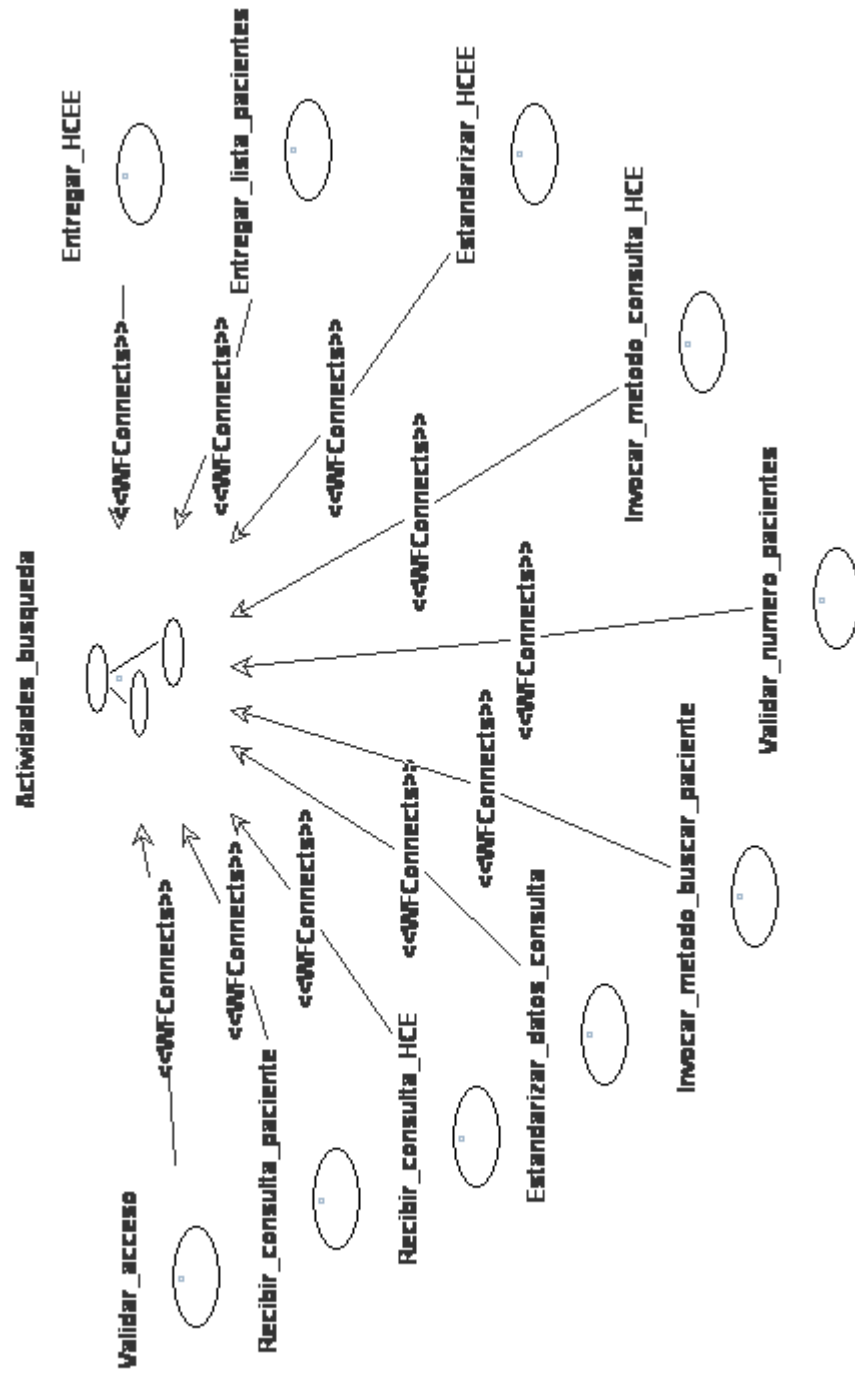 Actividades_busqueda
Validar_acceso
<<WFConnects>>
<<WFConnects>>
Entregar_HCEE
Recibir_consulta_paciente
<<WFConnects>>
<<WFConnects>>
Entregar_lista_pacientes
Recibir_consulta_HCE
<<WFConnects>>
<<WFConnects>>
Estandarizar_HCEE
Estandarizar_datos_consulta
<<WFConnects>>
<<WFConnects>>
Invocar_metodo_consulta_HCE
<<WFConnects>>
Invocar_metodo_buscar_paciente
Validar_numero_pacientes